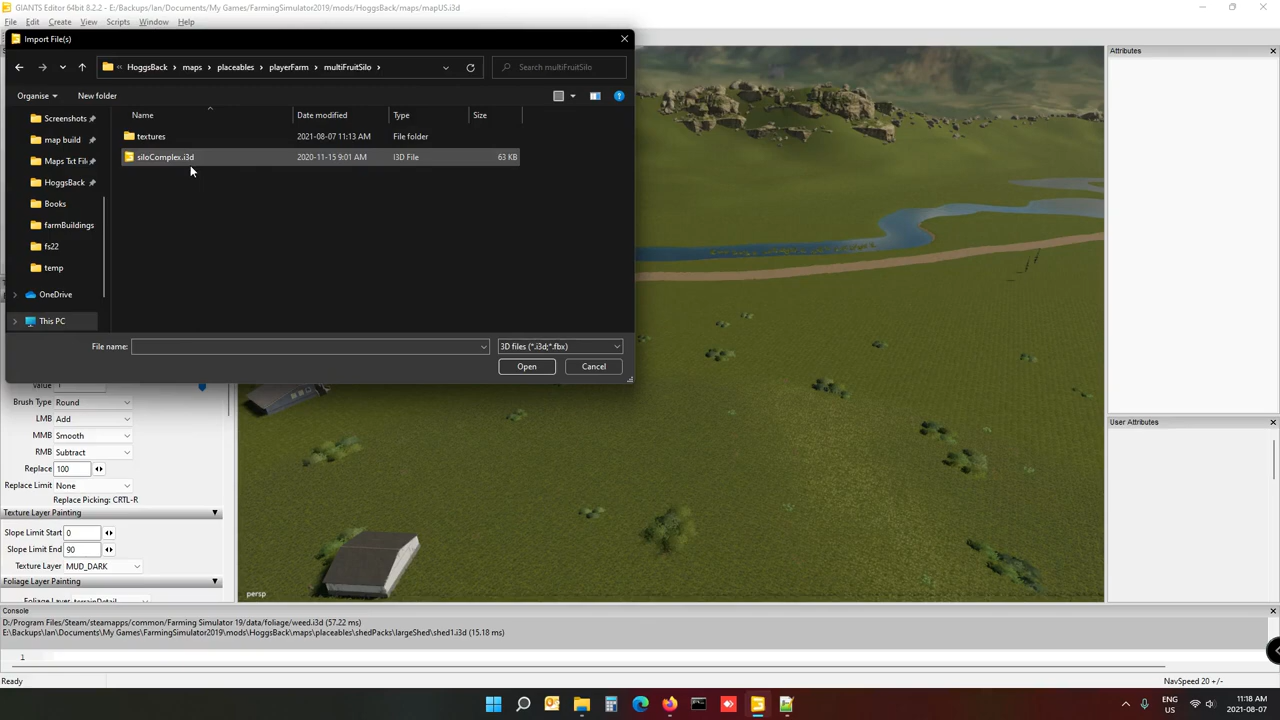 GIANTS Editor 64bit - E:/Backups/Ian/Documents/My Games/FarmingSimulator2019/mods/HoggsBack/maps/mapUS.i3d
File Edit Create View Scripts Window Help
Import File(s)
« HoggsBack > maps > placeables > playerFarm > multiFruitSilo >
Search multiFruitSilo
Attributes
Organise New folder
Name Date modified Type Size
Screenshots
map build
Maps Txt Fil
HoggsBack
Books
farmBuildings
fs22
temp
OneDrive
This PC
textures 2021-08-07 11:13 AM File folder
siloComplex.i3d 2020-11-15 9:01 AM I3D File 63 KB
File name: 3D files (*.i3d;*.fbx)
Open Cancel
Value 1
Brush Type Round
LMB Add
MMB Smooth
RMB Subtract
Replace 100
Replace Limit None
Replace Picking: CRTL-R
Texture Layer Painting
Slope Limit Start 0
Slope Limit End 90
Texture Layer MUD_DARK
Foliage Layer Painting
Foliage Layer terrainDetail
User Attributes
persp
Console
D:/Program Files/Steam/steamapps/common/Farming Simulator 19/data/foliage/weed.i3d (57.22 ms)
E:/Backups/Ian/Documents/My Games/FarmingSimulator2019/mods/HoggsBack/maps/placeables/shedPacks/largeShed/shed1.i3d (15.18 ms)
1
Ready
NavSpeed 20 +/-
ENG
US
11:18 AM
2021-08-07